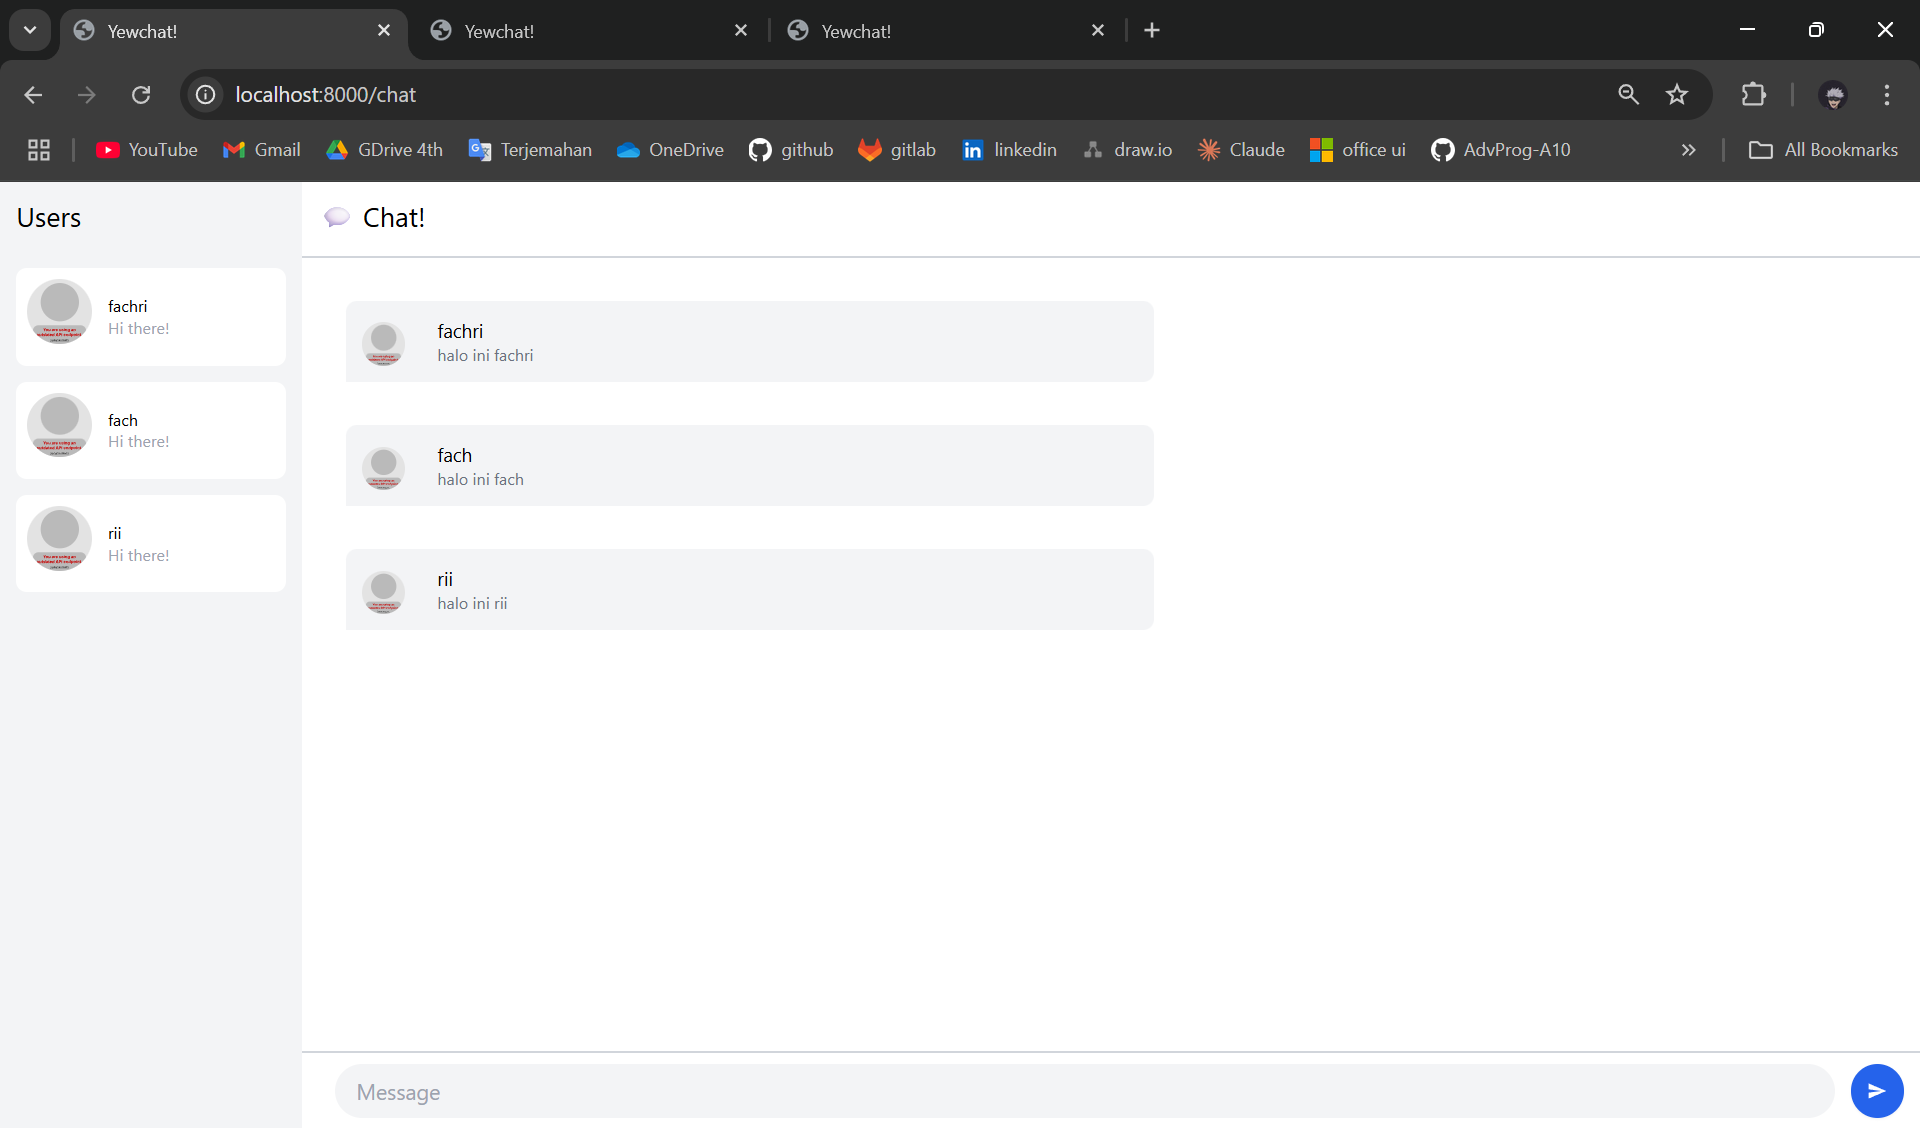 Yewchat!
Yewchat!
Yewchat!
localhost:8000/chat
YouTube
Gmail
GDrive 4th
Terjemahan
OneDrive
github
gitlab
linkedin
draw.io
Claude
office ui
AdvProg-A10
All Bookmarks
Users
fachri
Hi there!
fach
Hi there!
rii
Hi there!
Chat!
fachri
halo ini fachri
fach
halo ini fach
rii
halo ini rii
Message